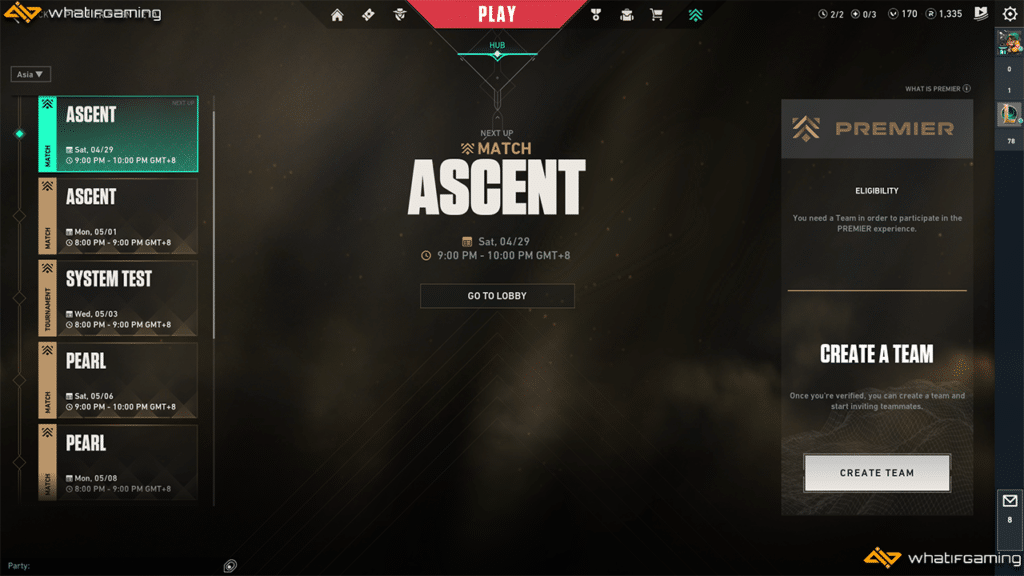 whatifgaming
PLAY
2/2
0/3
170
1,335
HUB
Asia ▼
WHAT IS PREMIER
NEXT UP
ASCENT
Sat, 04/29
9:00 PM - 10:00 PM GMT+8
MATCH
ASCENT
Mon, 05/01
8:00 PM - 9:00 PM GMT+8
MATCH
SYSTEM TEST
Wed, 05/03
8:00 PM - 9:00 PM GMT+8
TOURNAMENT
PEARL
Sat, 05/06
9:00 PM - 10:00 PM GMT+8
MATCH
PEARL
Mon, 05/08
8:00 PM - 9:00 PM GMT+8
MATCH
NEXT UP
MATCH
ASCENT
Sat, 04/29
9:00 PM - 10:00 PM GMT+8
GO TO LOBBY
PREMIER
ELIGIBILITY
You need a Team in order to participate in the
PREMIER experience.
CREATE A TEAM
Once you're verified, you can create a team and
start inviting teammates.
CREATE TEAM
0
1
78
8
Party:
whatifgaming